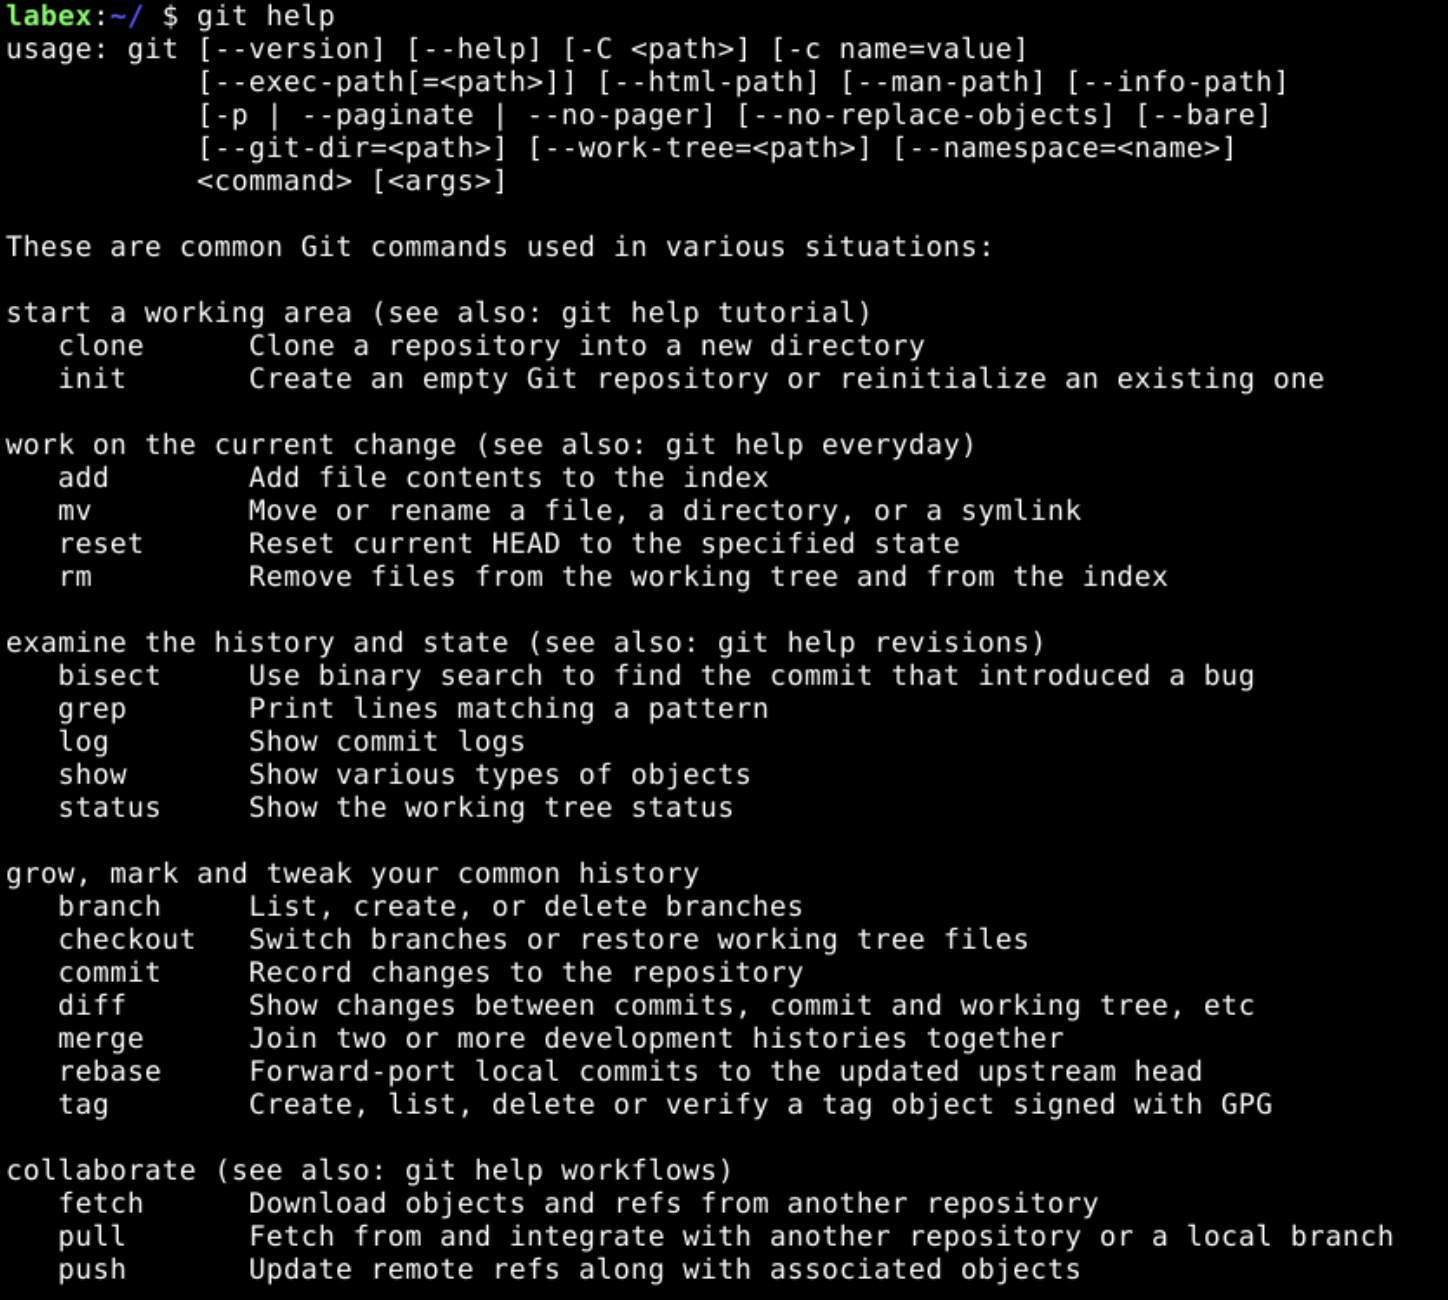 labex:~/ $ git help
usage: git [--version] [--help] [-C <path>] [-c name=value]
           [--exec-path[=<path>]] [--html-path] [--man-path] [--info-path]
           [-p | --paginate | --no-pager] [--no-replace-objects] [--bare]
           [--git-dir=<path>] [--work-tree=<path>] [--namespace=<name>]
           <command> [<args>]

These are common Git commands used in various situations:

start a working area (see also: git help tutorial)
   clone      Clone a repository into a new directory
   init       Create an empty Git repository or reinitialize an existing one

work on the current change (see also: git help everyday)
   add        Add file contents to the index
   mv         Move or rename a file, a directory, or a symlink
   reset      Reset current HEAD to the specified state
   rm         Remove files from the working tree and from the index

examine the history and state (see also: git help revisions)
   bisect     Use binary search to find the commit that introduced a bug
   grep       Print lines matching a pattern
   log        Show commit logs
   show       Show various types of objects
   status     Show the working tree status

grow, mark and tweak your common history
   branch     List, create, or delete branches
   checkout   Switch branches or restore working tree files
   commit     Record changes to the repository
   diff       Show changes between commits, commit and working tree, etc
   merge      Join two or more development histories together
   rebase     Forward-port local commits to the updated upstream head
   tag        Create, list, delete or verify a tag object signed with GPG

collaborate (see also: git help workflows)
   fetch      Download objects and refs from another repository
   pull       Fetch from and integrate with another repository or a local branch
   push       Update remote refs along with associated objects